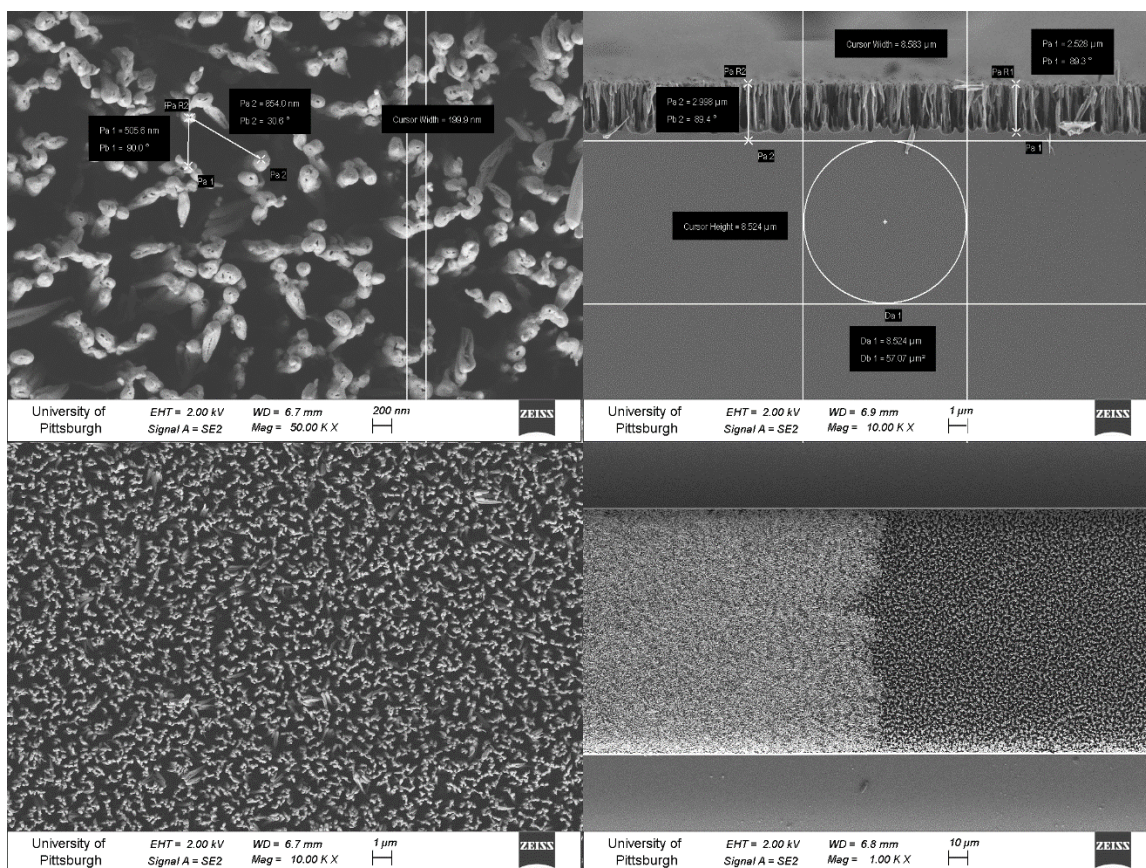 Pa R2
Pa 2 = 854.0 nm
Pb 2 = 30.6 °
Pa 1 = 505.6 nm
Pb 1 = 90.0 °
Cursor Width = 199.9 nm
Pa 1
Pa 2
University of
Pittsburgh
EHT = 2.00 kV
Signal A = SE2
WD = 6.7 mm
Mag = 50.00 K X
200 nm
ZEISS
Cursor Width = 8.583 µm
Pa 1 = 2.526 µm
Pb 1 = 89.3 °
Pa R2
Pa R1
Pa 2 = 2.998 µm
Pb 2 = 89.4 °
Pa 2
Pa 1
Cursor Height = 8.524 µm
Da 1
Da 1 = 8.524 µm
Db 1 = 57.07 µm²
University of
Pittsburgh
EHT = 2.00 kV
Signal A = SE2
WD = 6.9 mm
Mag = 10.00 K X
1 µm
ZEISS
University of
Pittsburgh
EHT = 2.00 kV
Signal A = SE2
WD = 6.7 mm
Mag = 10.00 K X
1 µm
ZEISS
University of
Pittsburgh
EHT = 2.00 kV
Signal A = SE2
WD = 6.8 mm
Mag = 1.00 K X
10 µm
ZEISS